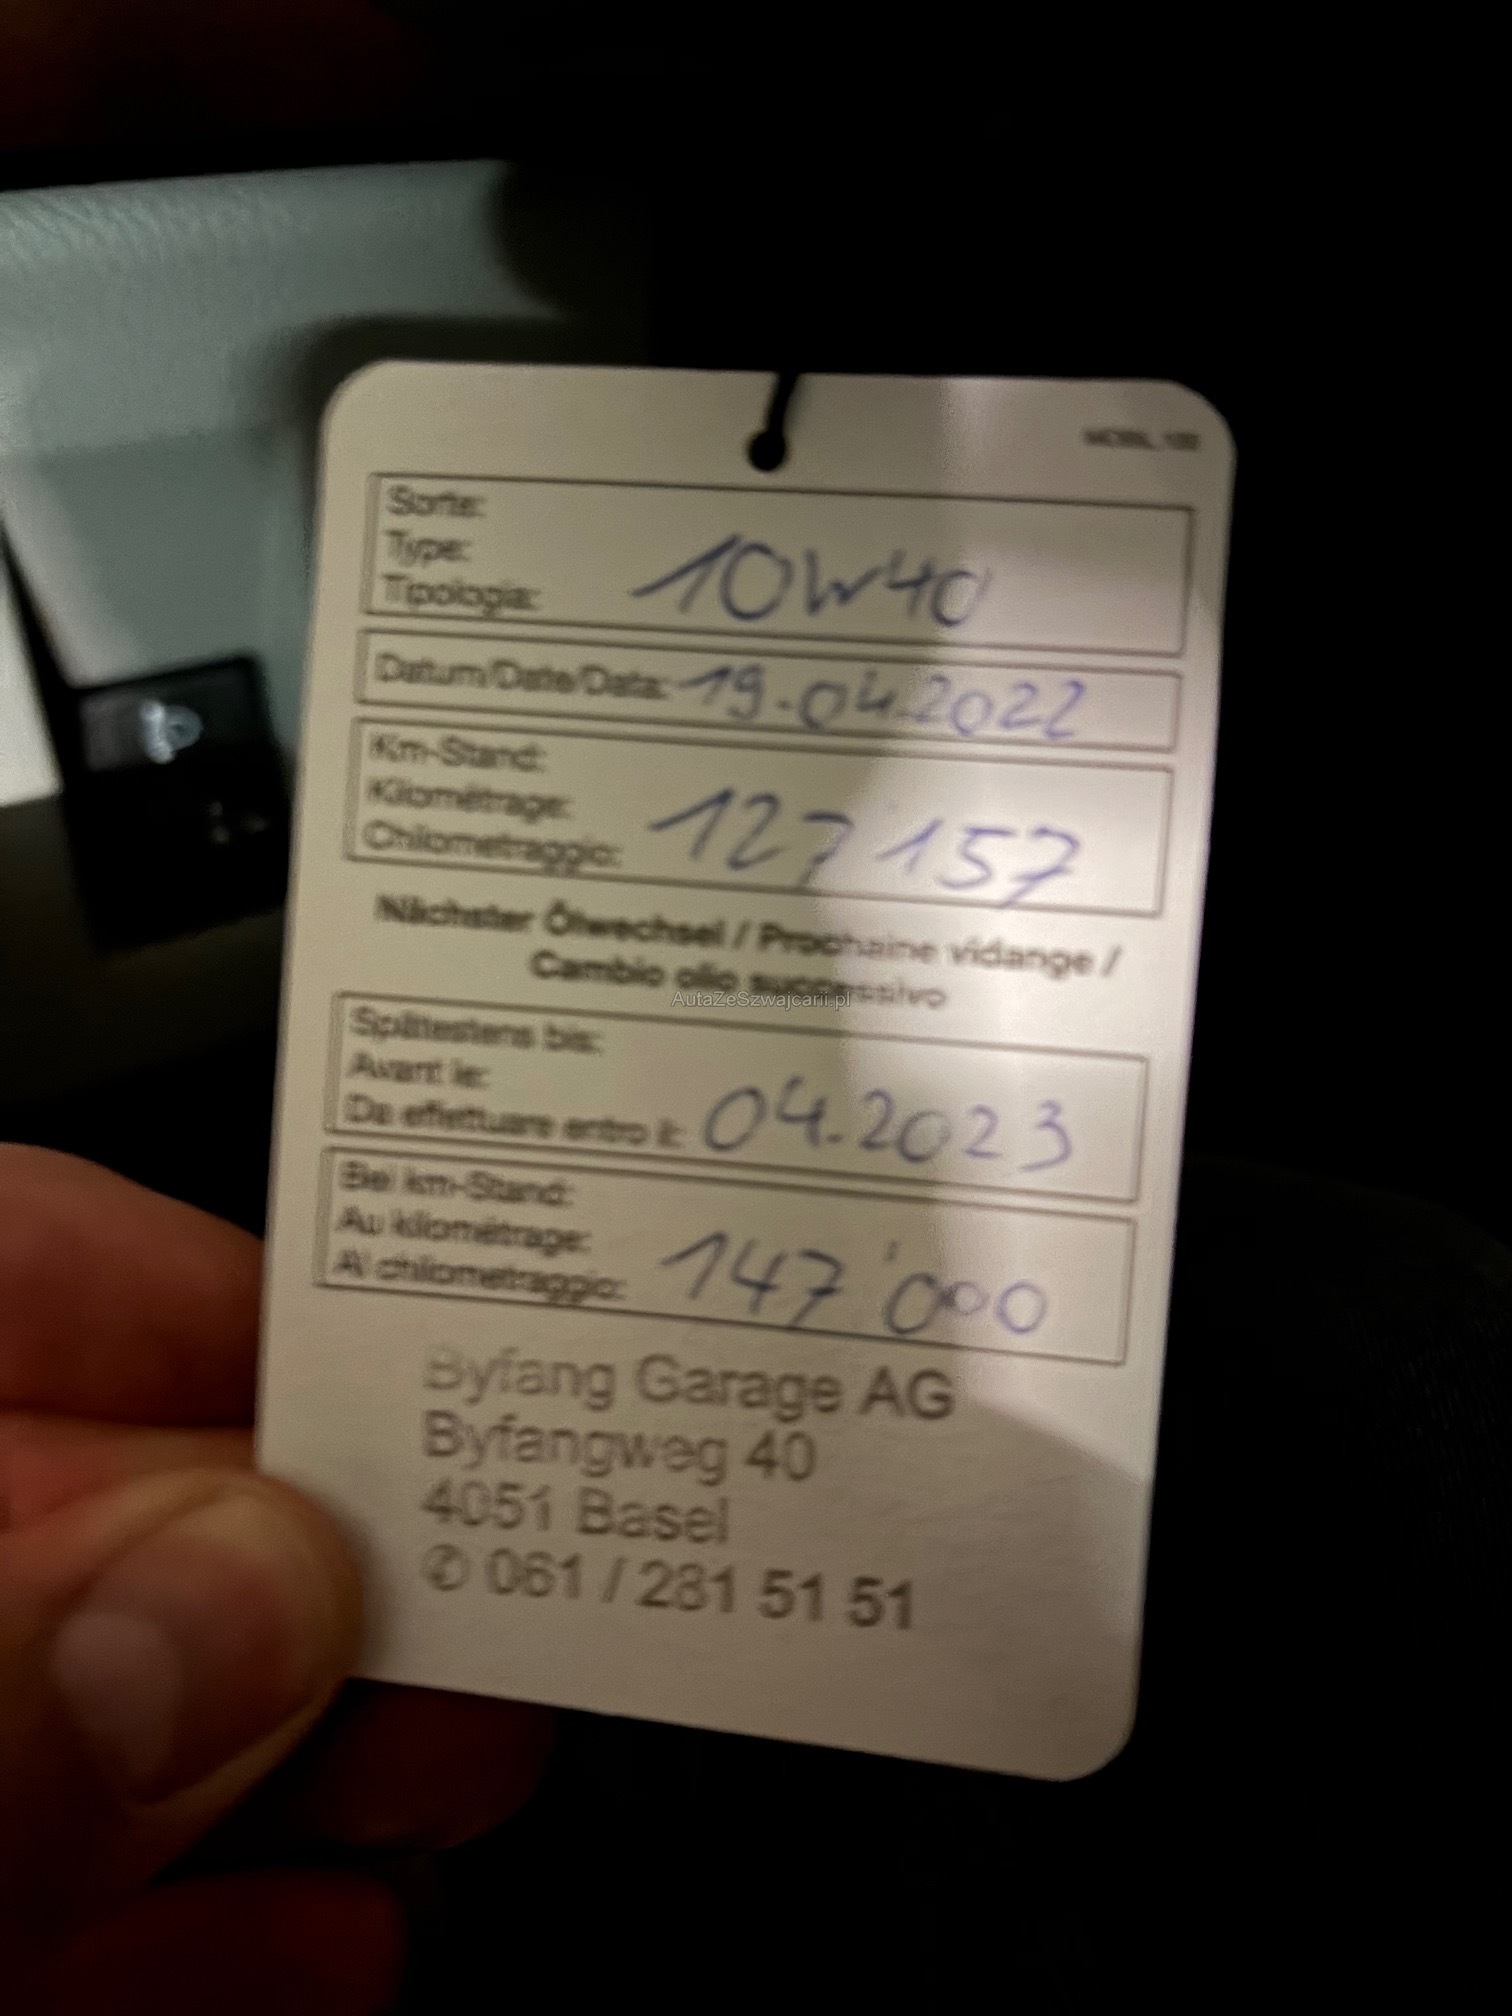 Sorte:
Type:
Tipologia: 10W40
Datum/Date/Data: 19.04.2022
Km-Stand:
Kilométrage:
Chilometraggio: 127'157
Nächster Ölwechsel / Prochaine vidange /
Cambio olio successivo
AutaZeSzwajcarii.pl
Spätestens bis:
Avant le:
Da effettuare entro il: 04.2023
Bei km-Stand:
Au kilométrage:
Al chilometraggio: 147'000
Byfang Garage AG
Byfangweg 40
4051 Basel
✆ 061 / 281 51 51